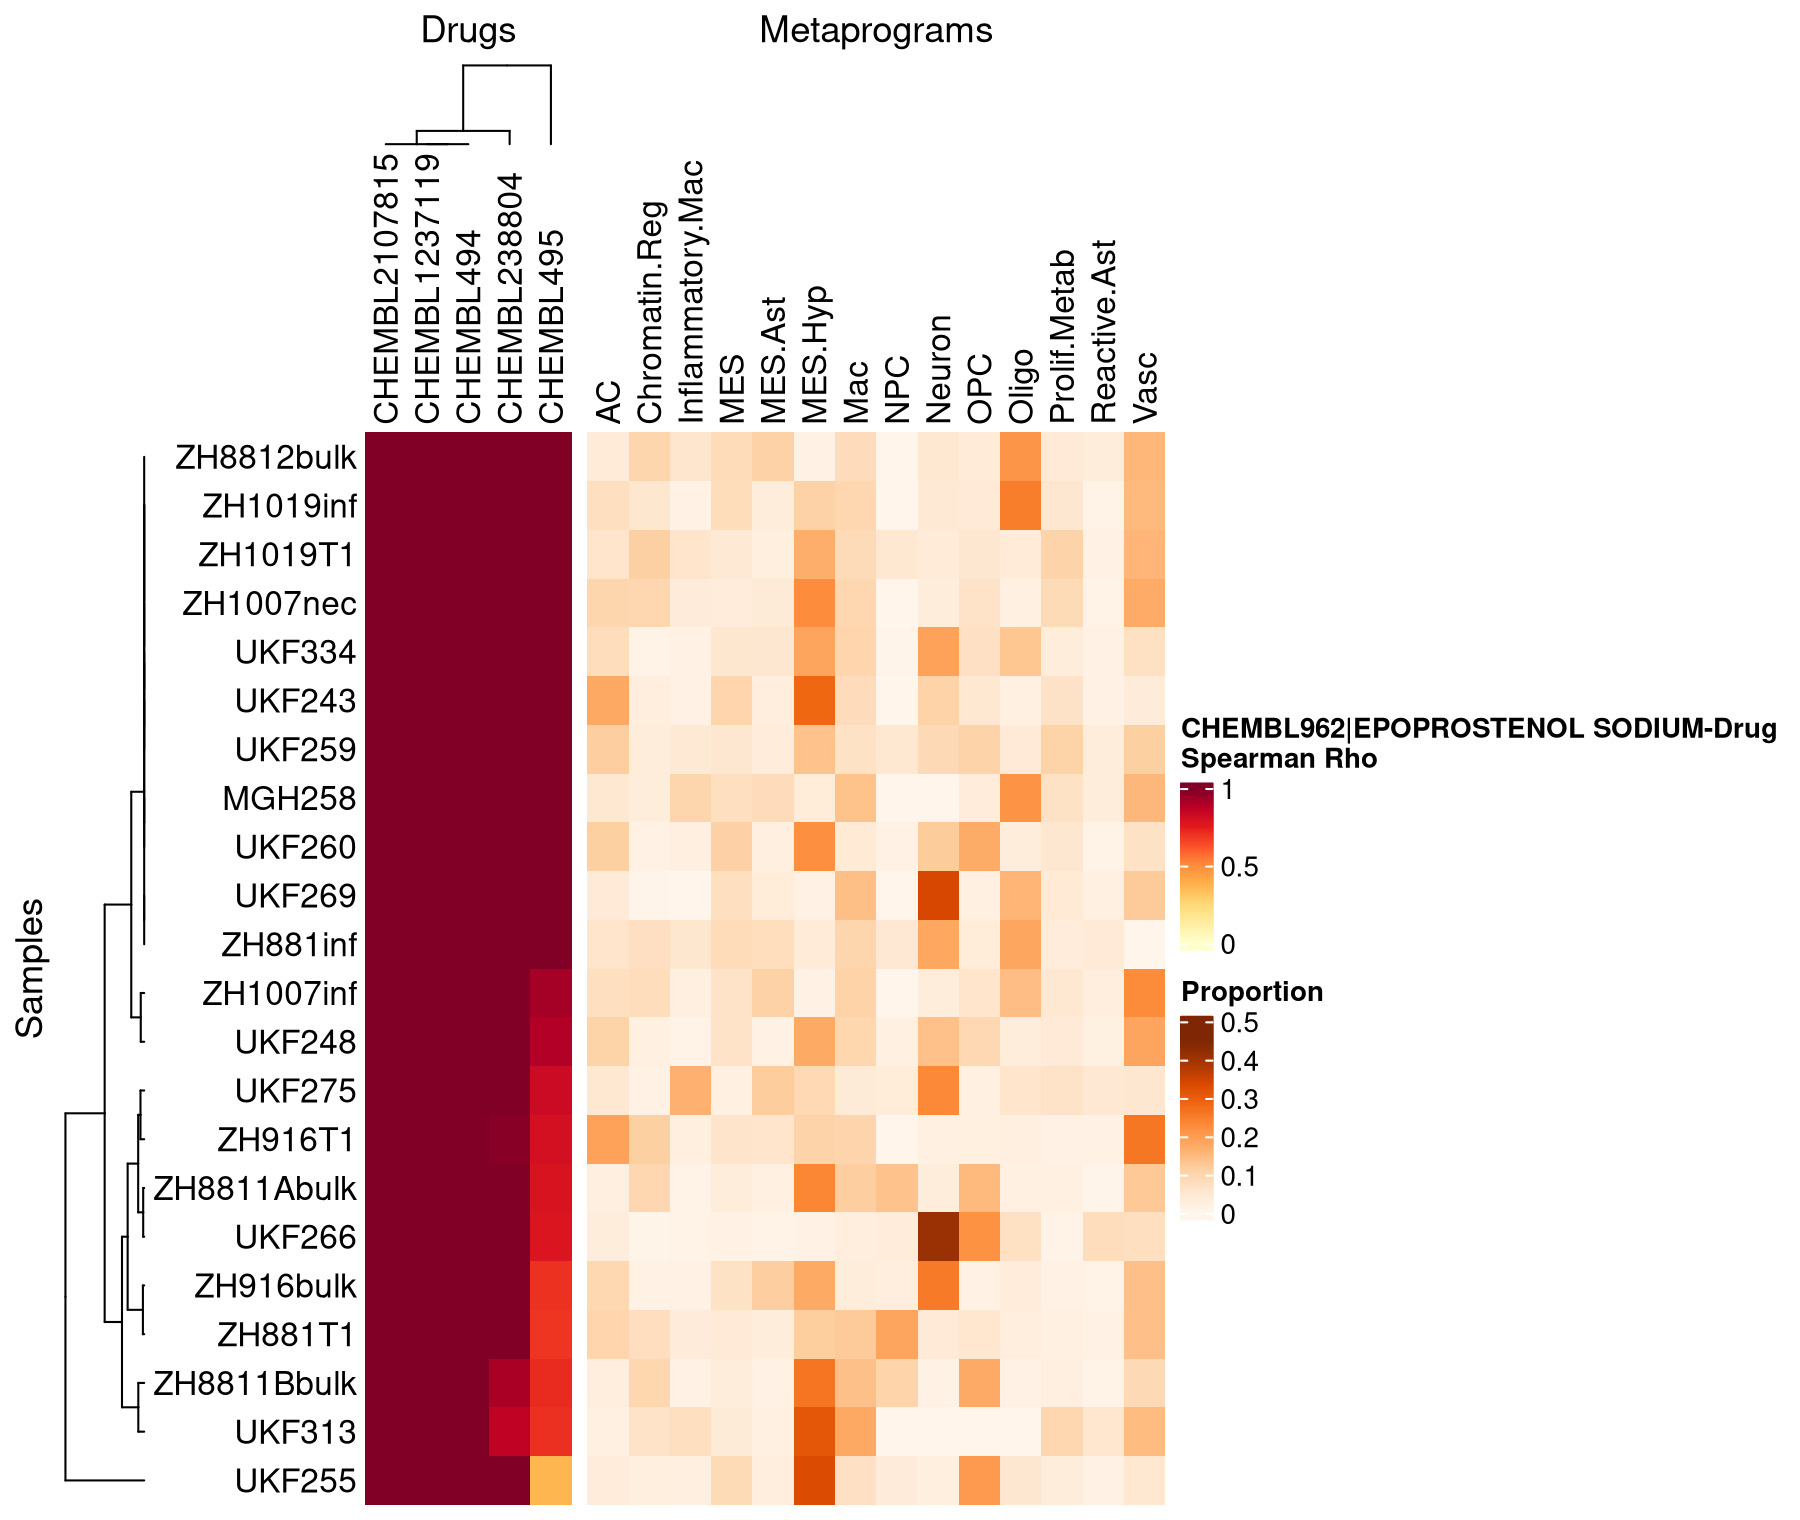 Drugs
Metaprograms
CHEMBL2107815
CHEMBL1237119
CHEMBL494
CHEMBL238804
CHEMBL495
AC
Chromatin.Reg
Inflammatory.Mac
MES
MES.Ast
MES.Hyp
Mac
NPC
Neuron
OPC
Oligo
Prolif.Metab
Reactive.Ast
Vasc
Samples
ZH8812bulk
ZH1019inf
ZH1019T1
ZH1007nec
UKF334
UKF243
UKF259
MGH258
UKF260
UKF269
ZH881inf
ZH1007inf
UKF248
UKF275
ZH916T1
ZH8811Abulk
UKF266
ZH916bulk
ZH881T1
ZH8811Bbulk
UKF313
UKF255
CHEMBL962|EPOPROSTENOL SODIUM-Drug
Spearman Rho
1
0.5
0
Proportion
0.5
0.4
0.3
0.2
0.1
0